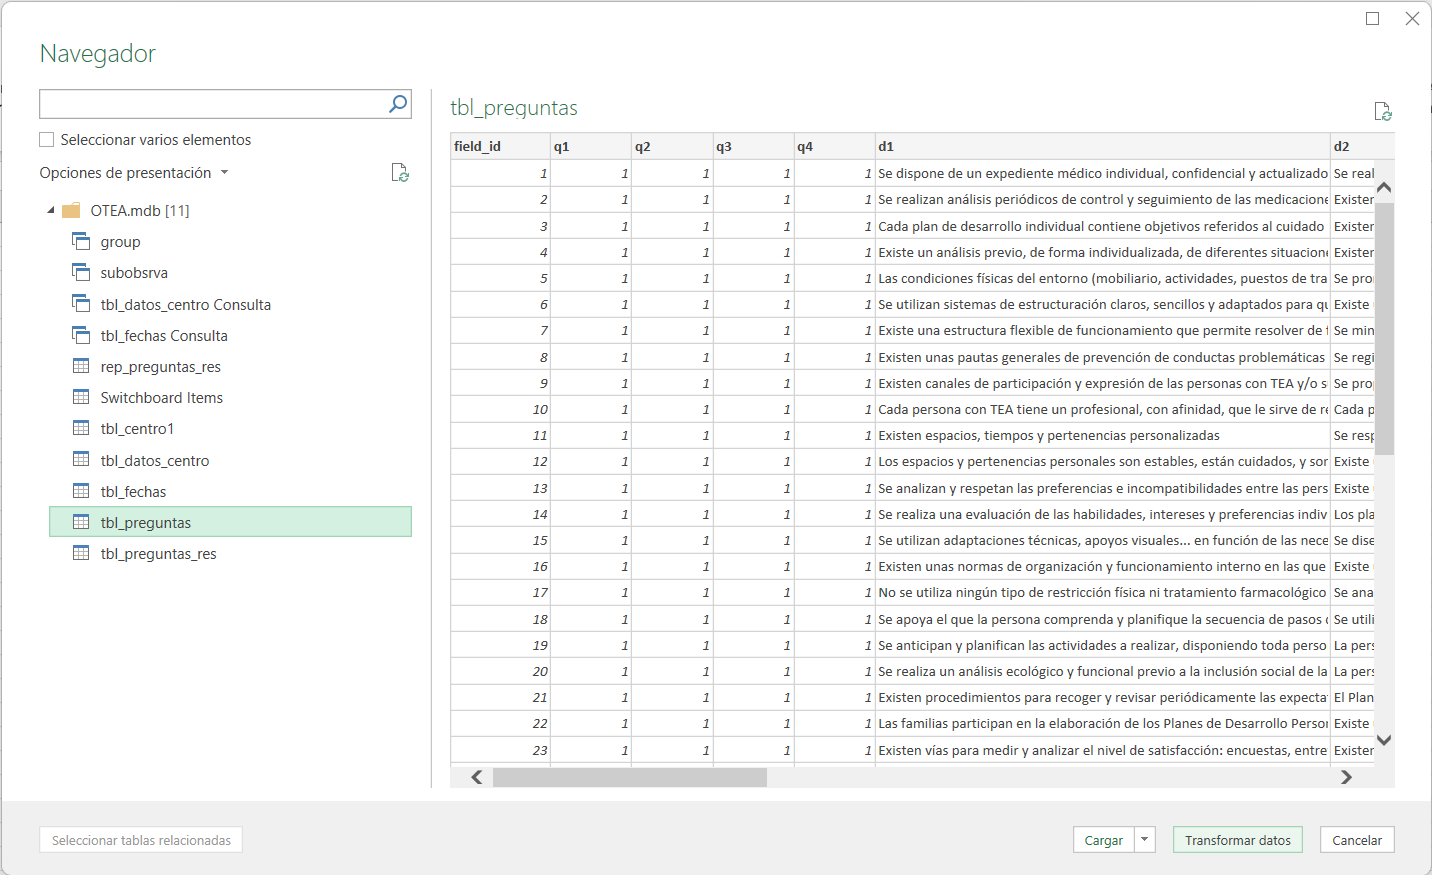 Navegador
Seleccionar varios elementos
Opciones de presentación
OTEA.mdb [11]
group
subobsrva
tbl_datos_centro Consulta
tbl_fechas Consulta
rep_preguntas_res
Switchboard Items
tbl_centro1
tbl_datos_centro
tbl_fechas
tbl_preguntas
tbl_preguntas_res
tbl_preguntas
field_id q1 q2 q3 q4 d1 d2
1 1 1 1 1 Se dispone de un expediente médico individual, confidencial y actualizado Se real
2 1 1 1 1 Se realizan análisis periódicos de control y seguimiento de las medicacione Existen
3 1 1 1 1 Cada plan de desarrollo individual contiene objetivos referidos al cuidado Existen
4 1 1 1 1 Existe un análisis previo, de forma individualizada, de diferentes situacione Existen
5 1 1 1 1 Las condiciones físicas del entorno (mobiliario, actividades, puestos de tra Se pro
6 1 1 1 1 Se utilizan sistemas de estructuración claros, sencillos y adaptados para qu Existe
7 1 1 1 1 Existe una estructura flexible de funcionamiento que permite resolver de Se min
8 1 1 1 1 Existen unas pautas generales de prevención de conductas problemáticas Se regi
9 1 1 1 1 Existen canales de participación y expresión de las personas con TEA y/o s Se pro
10 1 1 1 1 Cada persona con TEA tiene un profesional, con afinidad, que le sirve de re Cada p
11 1 1 1 1 Existen espacios, tiempos y pertenencias personalizadas Se resp
12 1 1 1 1 Los espacios y pertenencias personales son estables, están cuidados, y son Existe
13 1 1 1 1 Se analizan y respetan las preferencias e incompatibilidades entre las pers Existe
14 1 1 1 1 Se realiza una evaluación de las habilidades, intereses y preferencias indiv Los pla
15 1 1 1 1 Se utilizan adaptaciones técnicas, apoyos visuales... en función de las nece Se dise
16 1 1 1 1 Existen unas normas de organización y funcionamiento interno en las que Existe
17 1 1 1 1 No se utiliza ningún tipo de restricción física ni tratamiento farmacológico Se ana
18 1 1 1 1 Se apoya el que la persona comprenda y planifique la secuencia de pasos Se utili
19 1 1 1 1 Se anticipan y planifican las actividades a realizar, disponiendo toda perso La pers
20 1 1 1 1 Se realiza un análisis ecológico y funcional previo a la inclusión social de la La pers
21 1 1 1 1 Existen procedimientos para recoger y revisar periódicamente las expectat El Plan
22 1 1 1 1 Las familias participan en la elaboración de los Planes de Desarrollo Person Existe
23 1 1 1 1 Existen vías para medir y analizar el nivel de satisfacción: encuestas, entre Existen
Seleccionar tablas relacionadas
Cargar
Transformar datos
Cancelar